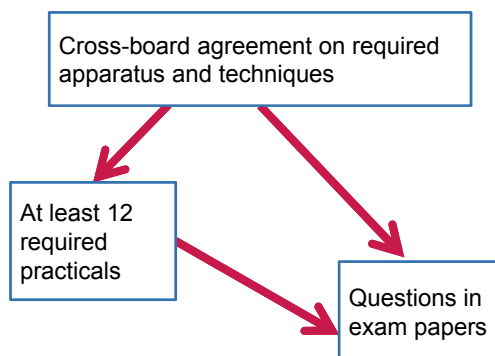 Cross-board agreement on required
apparatus and techniques
At least 12
required
practicals
Questions in
exam papers